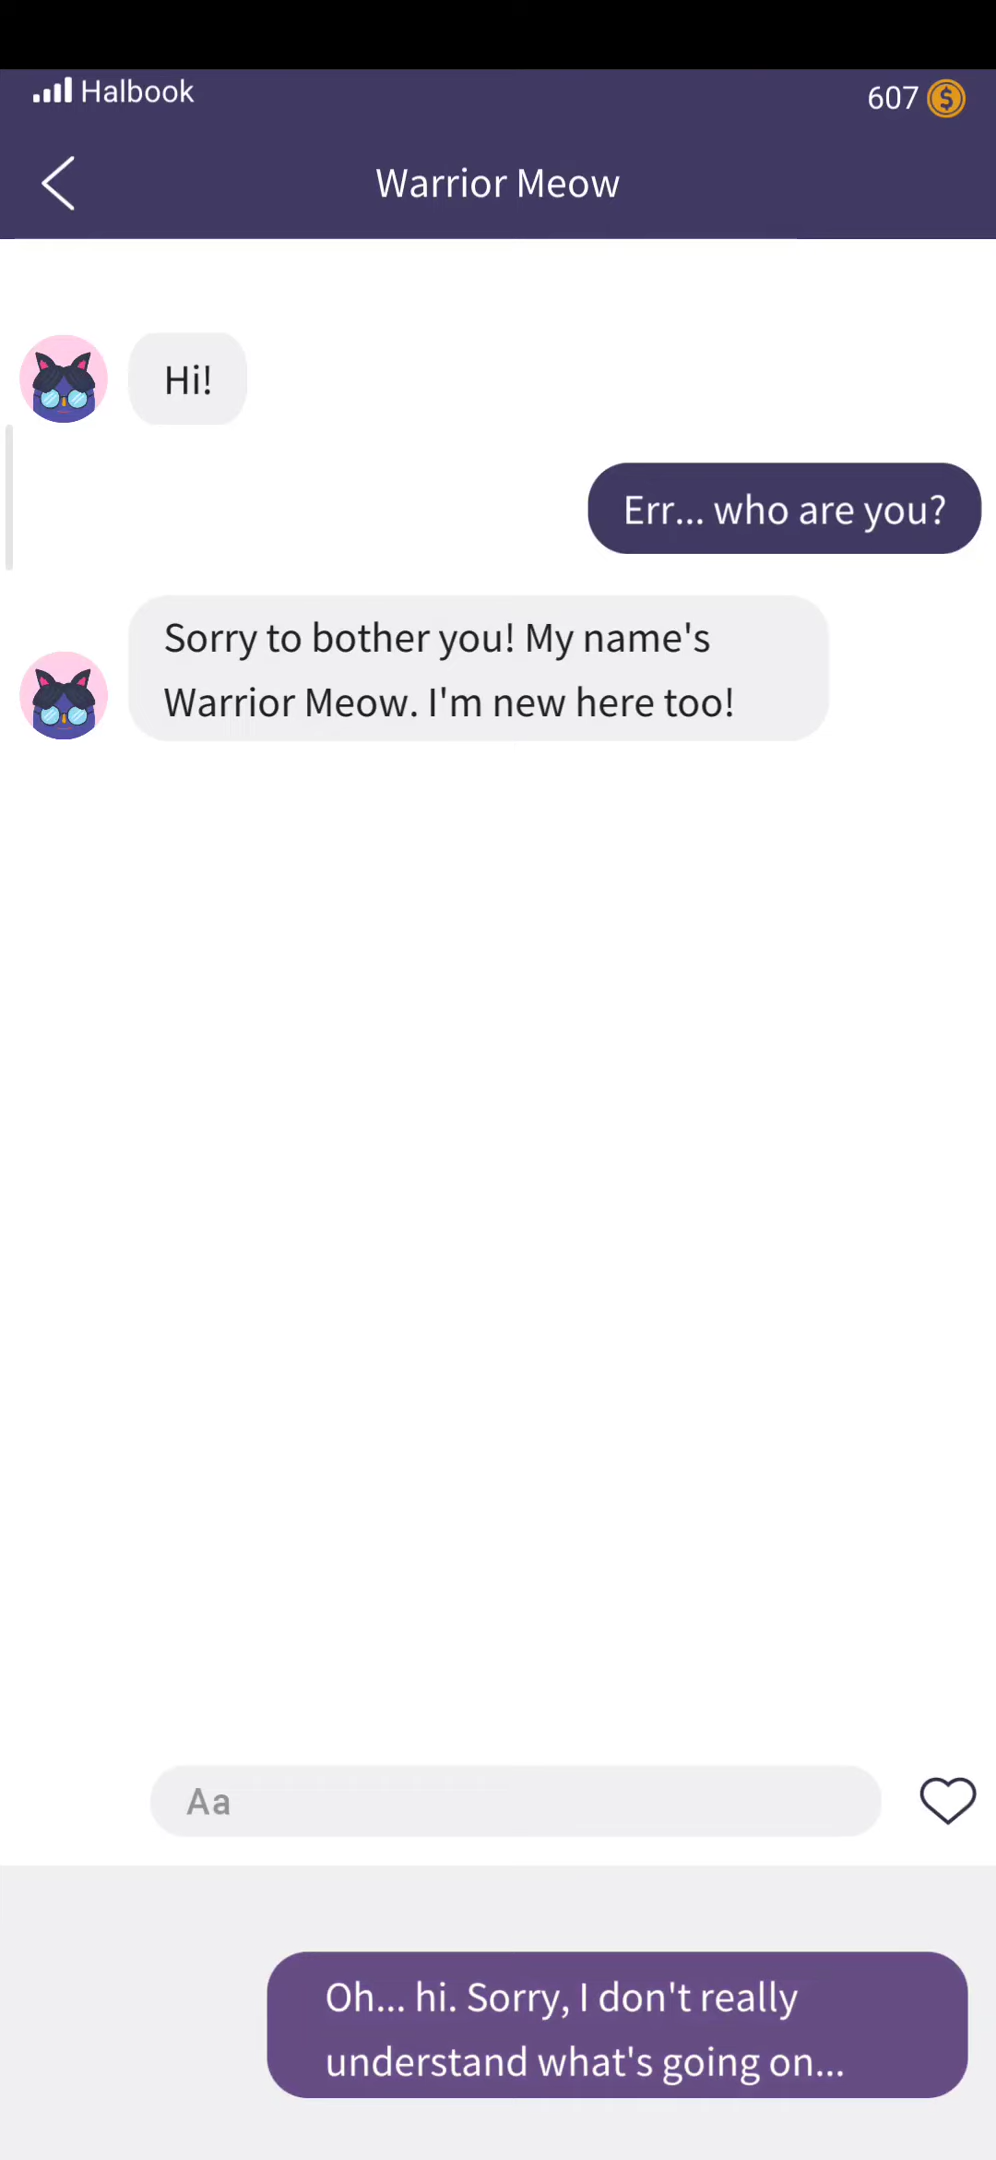 Halbook
607
Warrior Meow
Hi!
Err... who are you?
Sorry to bother you! My name's
Warrior Meow. I'm new here too!
Aa
Oh... hi. Sorry, I don't really
understand what's going on...